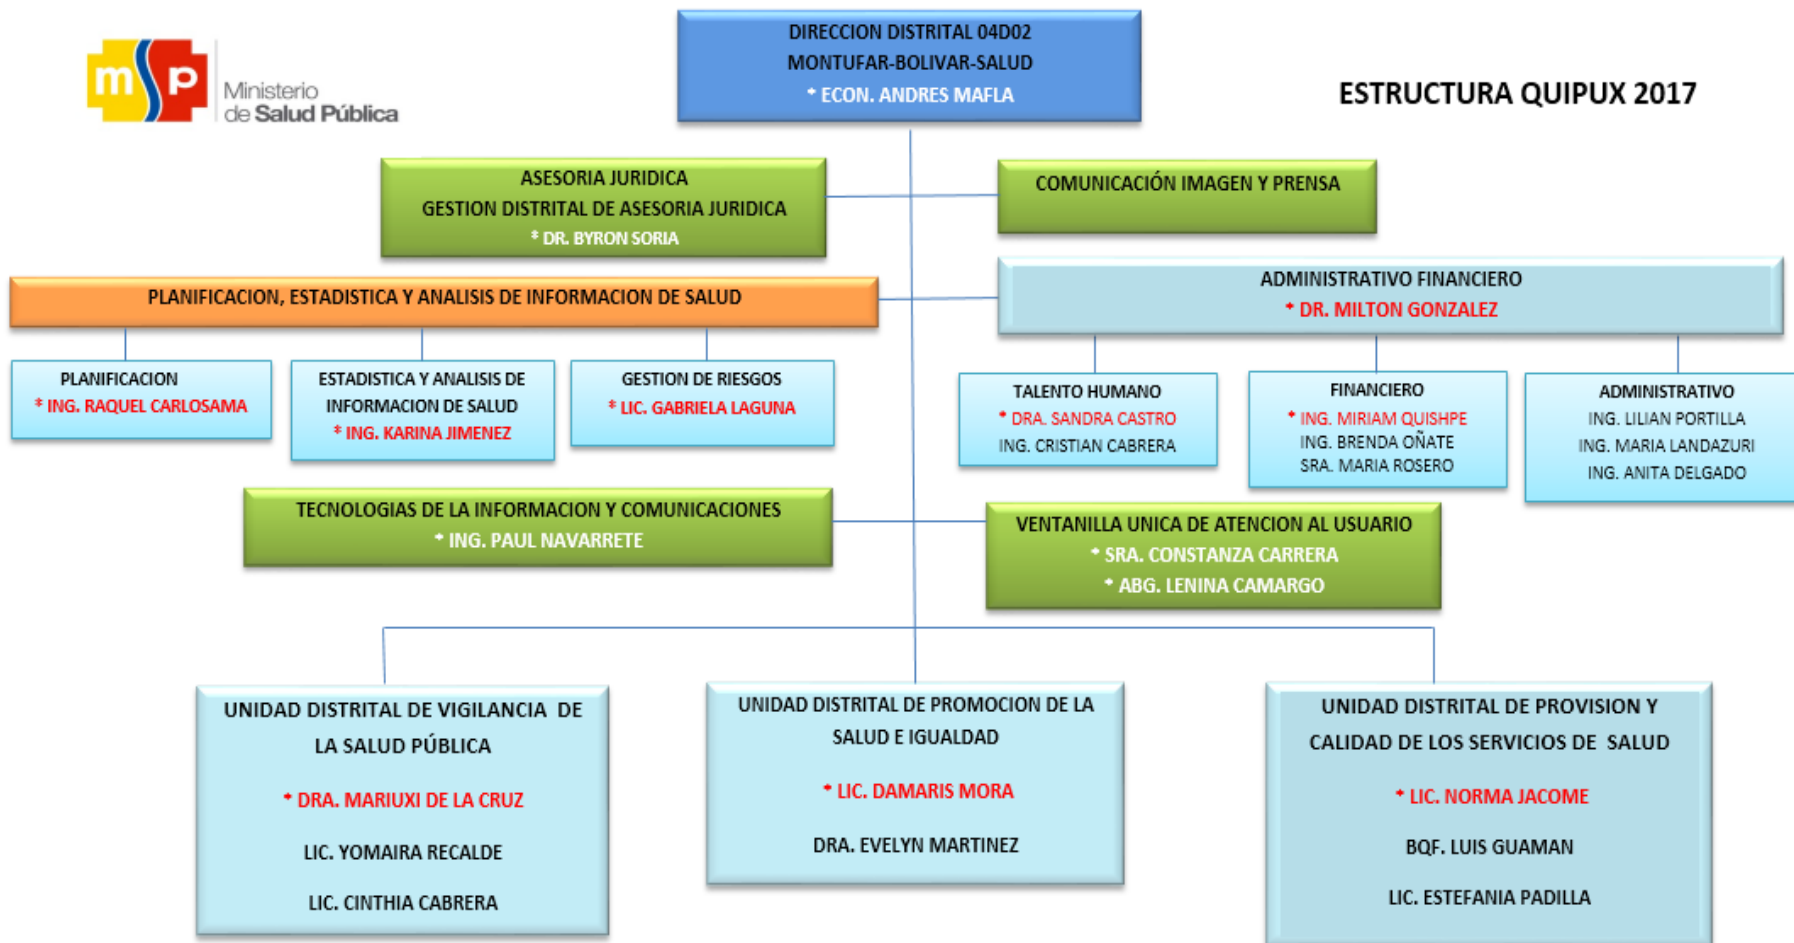 DIRECCION DISTRITAL 04D02
MONTUFAR-BOLIVAR-SALUD
* ECON. ANDRES MAFLA
msp
Ministerio
de Salud Pública
ESTRUCTURA QUIPUX 2017
ASESORIA JURIDICA
GESTION DISTRITAL DE ASESORIA JURIDICA
* DR. BYRON SORIA
COMUNICACIÓN IMAGEN Y PRENSA
PLANIFICACION, ESTADISTICA Y ANALISIS DE INFORMACION DE SALUD
ADMINISTRATIVO FINANCIERO
* DR. MILTON GONZALEZ
PLANIFICACION
* ING. RAQUEL CARLOSAMA
ESTADISTICA Y ANALISIS DE
INFORMACION DE SALUD
* ING. KARINA JIMENEZ
GESTION DE RIESGOS
* LIC. GABRIELA LAGUNA
TALENTO HUMANO
* DRA. SANDRA CASTRO
ING. CRISTIAN CABRERA
FINANCIERO
* ING. MIRIAM QUISHPE
ING. BRENDA OÑATE
SRA. MARIA ROSERO
ADMINISTRATIVO
ING. LILIAN PORTILLA
ING. MARIA LANDAZURI
ING. ANITA DELGADO
TECNOLOGIAS DE LA INFORMACION Y COMUNICACIONES
* ING. PAUL NAVARRETE
VENTANILLA UNICA DE ATENCION AL USUARIO
* SRA. CONSTANZA CARRERA
* ABG. LENINA CAMARGO
UNIDAD DISTRITAL DE VIGILANCIA DE
LA SALUD PÚBLICA
* DRA. MARIUXI DE LA CRUZ
LIC. YOMAIRA RECALDE
LIC. CINTHIA CABRERA
UNIDAD DISTRITAL DE PROMOCION DE LA
SALUD E IGUALDAD
* LIC. DAMARIS MORA
DRA. EVELYN MARTINEZ
UNIDAD DISTRITAL DE PROVISION Y
CALIDAD DE LOS SERVICIOS DE SALUD
* LIC. NORMA JACOME
BQF. LUIS GUAMAN
LIC. ESTEFANIA PADILLA